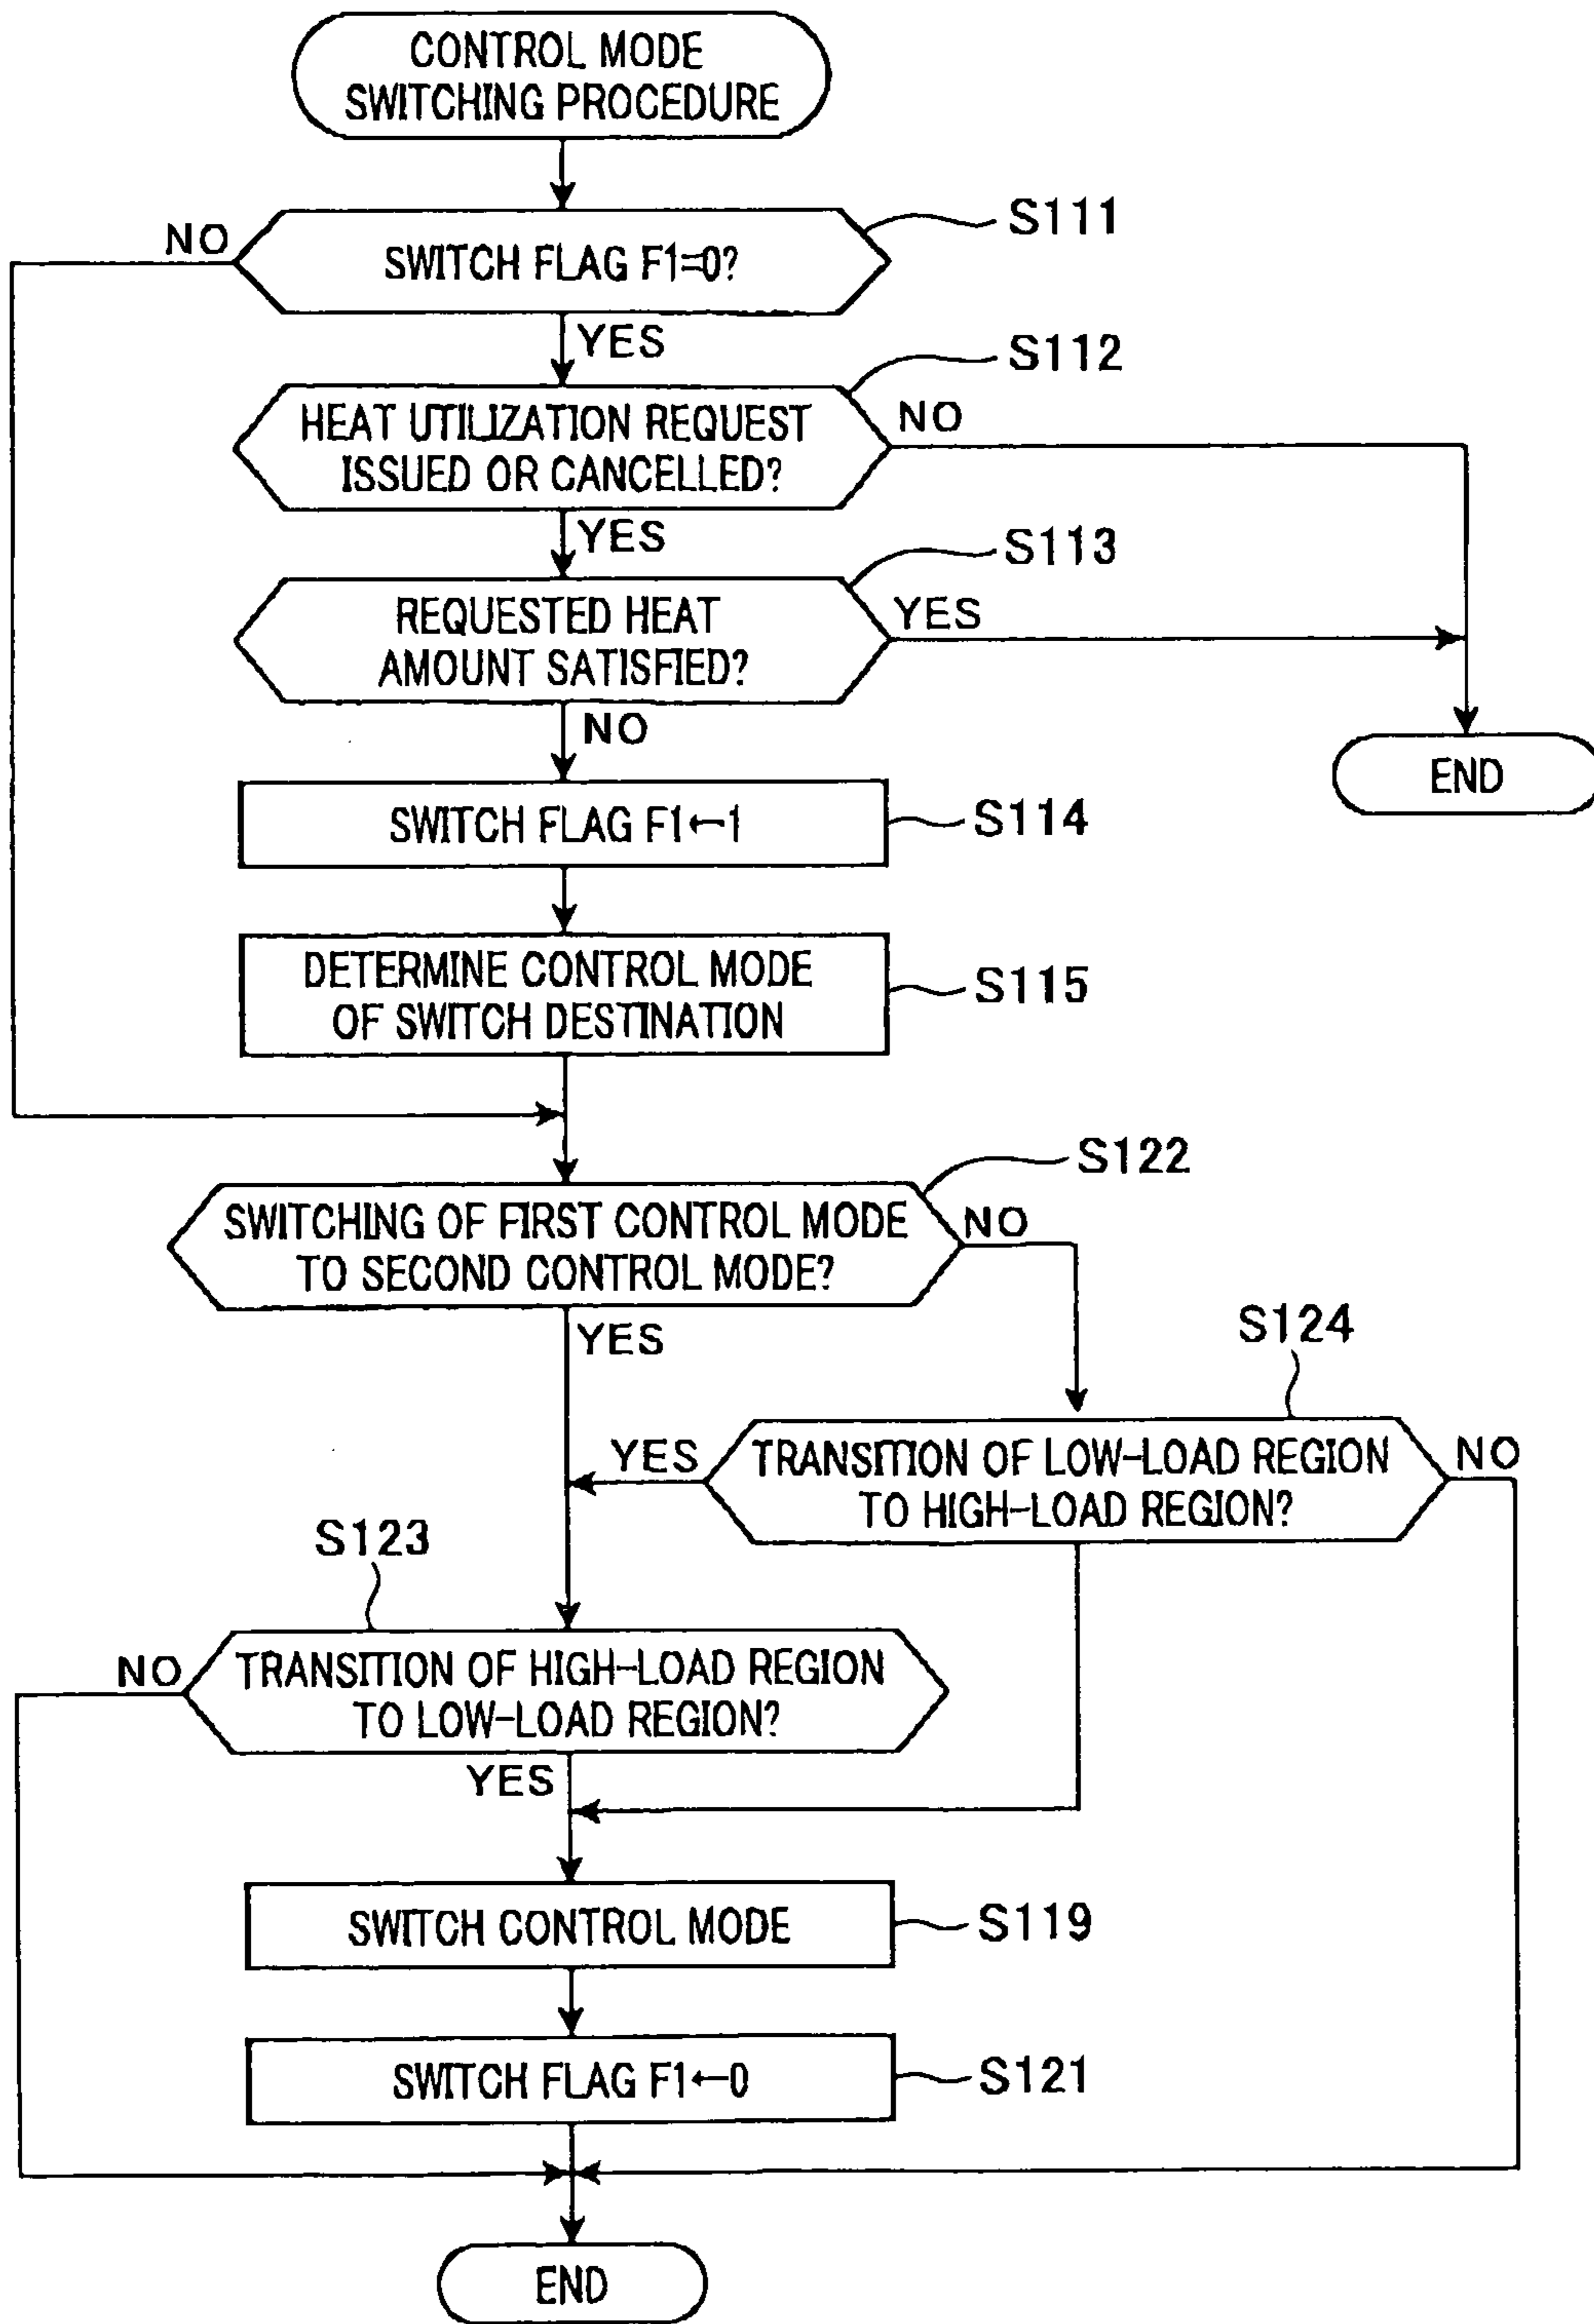 CONTROL MODE
SWITCHING PROCEDURE
S111
NO
SWITCH FLAG F1=0?
YES
S112
HEAT UTILIZATION REQUEST
ISSUED OR CANCELLED?
NO
YES
S113
REQUESTED HEAT
AMOUNT SATISFIED?
YES
NO
END
SWITCH FLAG F1←1
S114
DETERMINE CONTROL MODE
OF SWITCH DESTINATION
S115
S122
SWITCHING OF FIRST CONTROL MODE
TO SECOND CONTROL MODE?
NO
YES
S124
YES
TRANSITION OF LOW-LOAD REGION
TO HIGH-LOAD REGION?
NO
S123
NO
TRANSITION OF HIGH-LOAD REGION
TO LOW-LOAD REGION?
YES
SWITCH CONTROL MODE
S119
SWITCH FLAG F1←0
S121
END